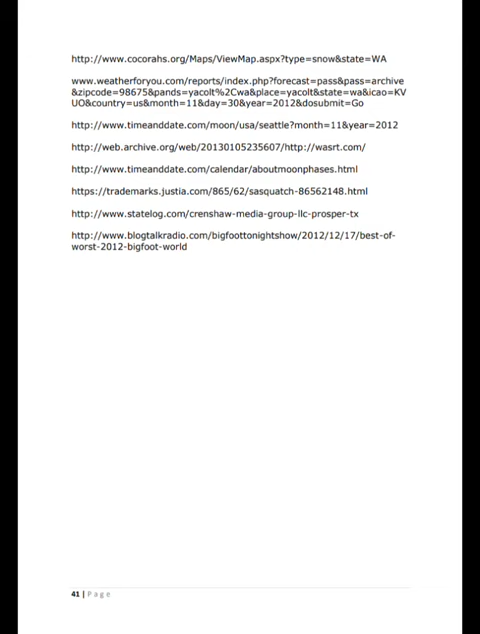 http://www.cocorahs.org/Maps/ViewMap.aspx?type=snow&state=WA
www.weatherforyou.com/reports/index.php?forecast=pass&pass=archive
&zipcode=98675&pands=yacolt%2Cwa&place=yacolt&state=wa&icao=KV
UO&country=us&month=11&day=30&year=2012&dosubmit=Go
http://www.timeanddate.com/moon/usa/seattle?month=11&year=2012
http://web.archive.org/web/20130105235607/http://wasrt.com/
http://www.timeanddate.com/calendar/aboutmoonphases.html
https://trademarks.justia.com/865/62/sasquatch-86562148.html
http://www.statelog.com/crenshaw-media-group-llc-prosper-tx
http://www.blogtalkradio.com/bigfoottonightshow/2012/12/17/best-of-
worst-2012-bigfoot-world
41 | Page